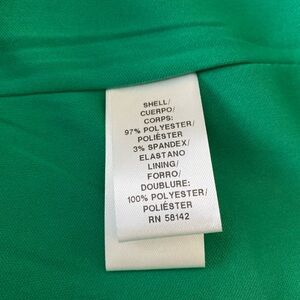 SHELL/
CUERPO/
CORPS:
97% POLYESTER/
POLIÉSTER
3% SPANDEX/
ELASTANO
LINING/
FORRO/
DOUBLURE:
100% POLYESTER/
POLIÉSTER
RN 58142